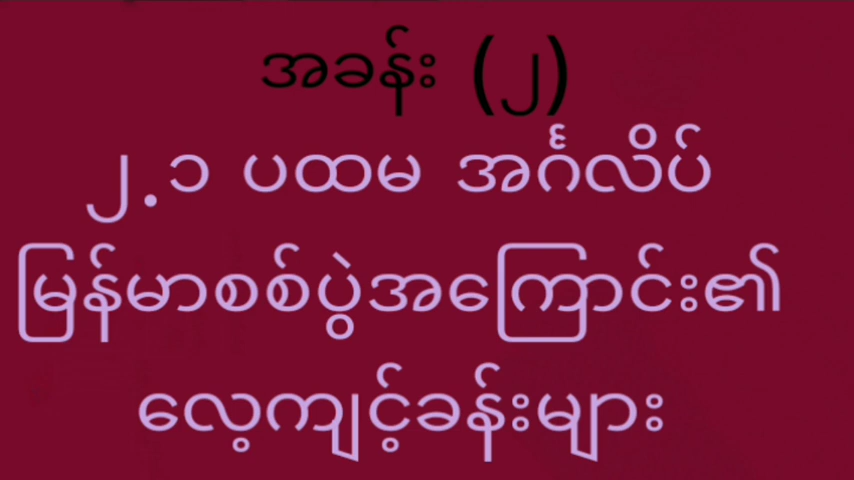 အခန်း (၂)
၂.၁ ပထမ အင်္ဂလိပ်
မြန်မာစစ်ပွဲအကြောင်း၏
လေ့ကျင့်ခန်းများ